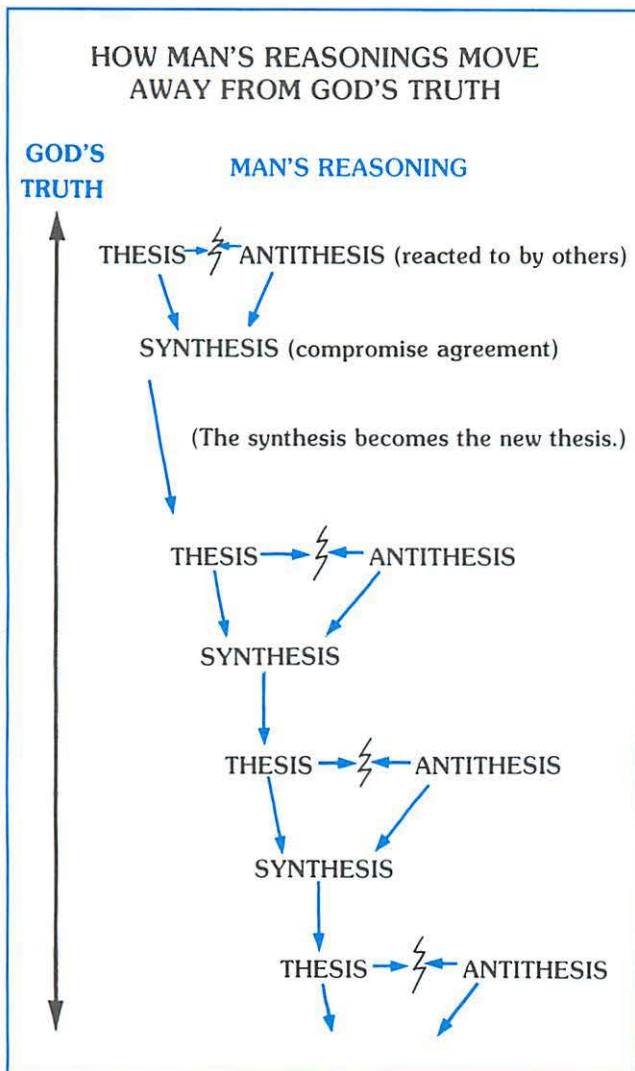 HOW MAN'S REASONINGS MOVE
AWAY FROM GOD'S TRUTH
GOD'S
TRUTH
MAN'S REASONING
THESIS ANTITHESIS (reacted to by others)
SYNTHESIS (compromise agreement)
(The synthesis becomes the new thesis.)
THESIS ANTITHESIS
SYNTHESIS
THESIS ANTITHESIS
SYNTHESIS
THESIS ANTITHESIS